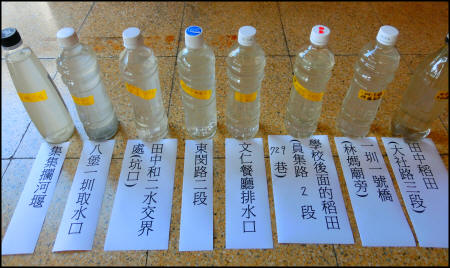 集集攔河堰
八堡一圳取水口
田中和二水交界
處(坑口)
東閔路二段
文仁餐廳排水口
學校後面的稻田
(員集路 2 段
729 巷)
一圳一號橋
(林媽廟旁)
田中稻田
(大社路三段)